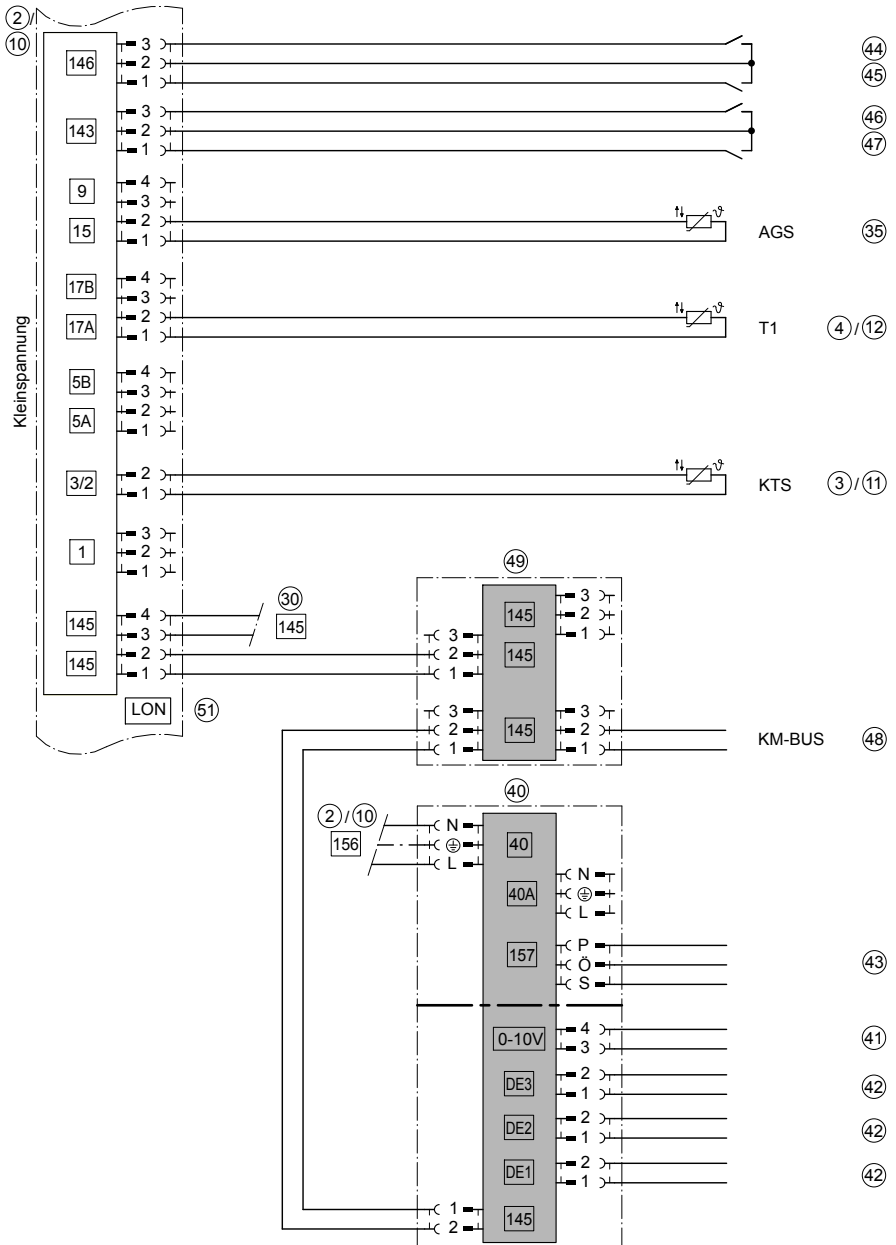 2 /
10
Kleinspannung
146
3
2
1
44
45
143
3
2
1
46
47
9
15
4
3
2
1
ϑ
AGS
35
17B
17A
4
3
2
1
ϑ
T1
4 / 12
5B
5A
4
3
2
1
3/2
2
1
ϑ
KTS
3 / 11
1
3
2
1
145
145
4
3
2
1
30
145
LON
51
49
145
3
2
1
3
2
1
145
3
2
1
145
3
2
1
KM-BUS
48
40
2 / 10
156
N
L
40
40A
N
L
157
P
Ö
S
43
0-10V
4
3
41
DE3
2
1
42
DE2
2
1
42
DE1
2
1
42
1
2
145